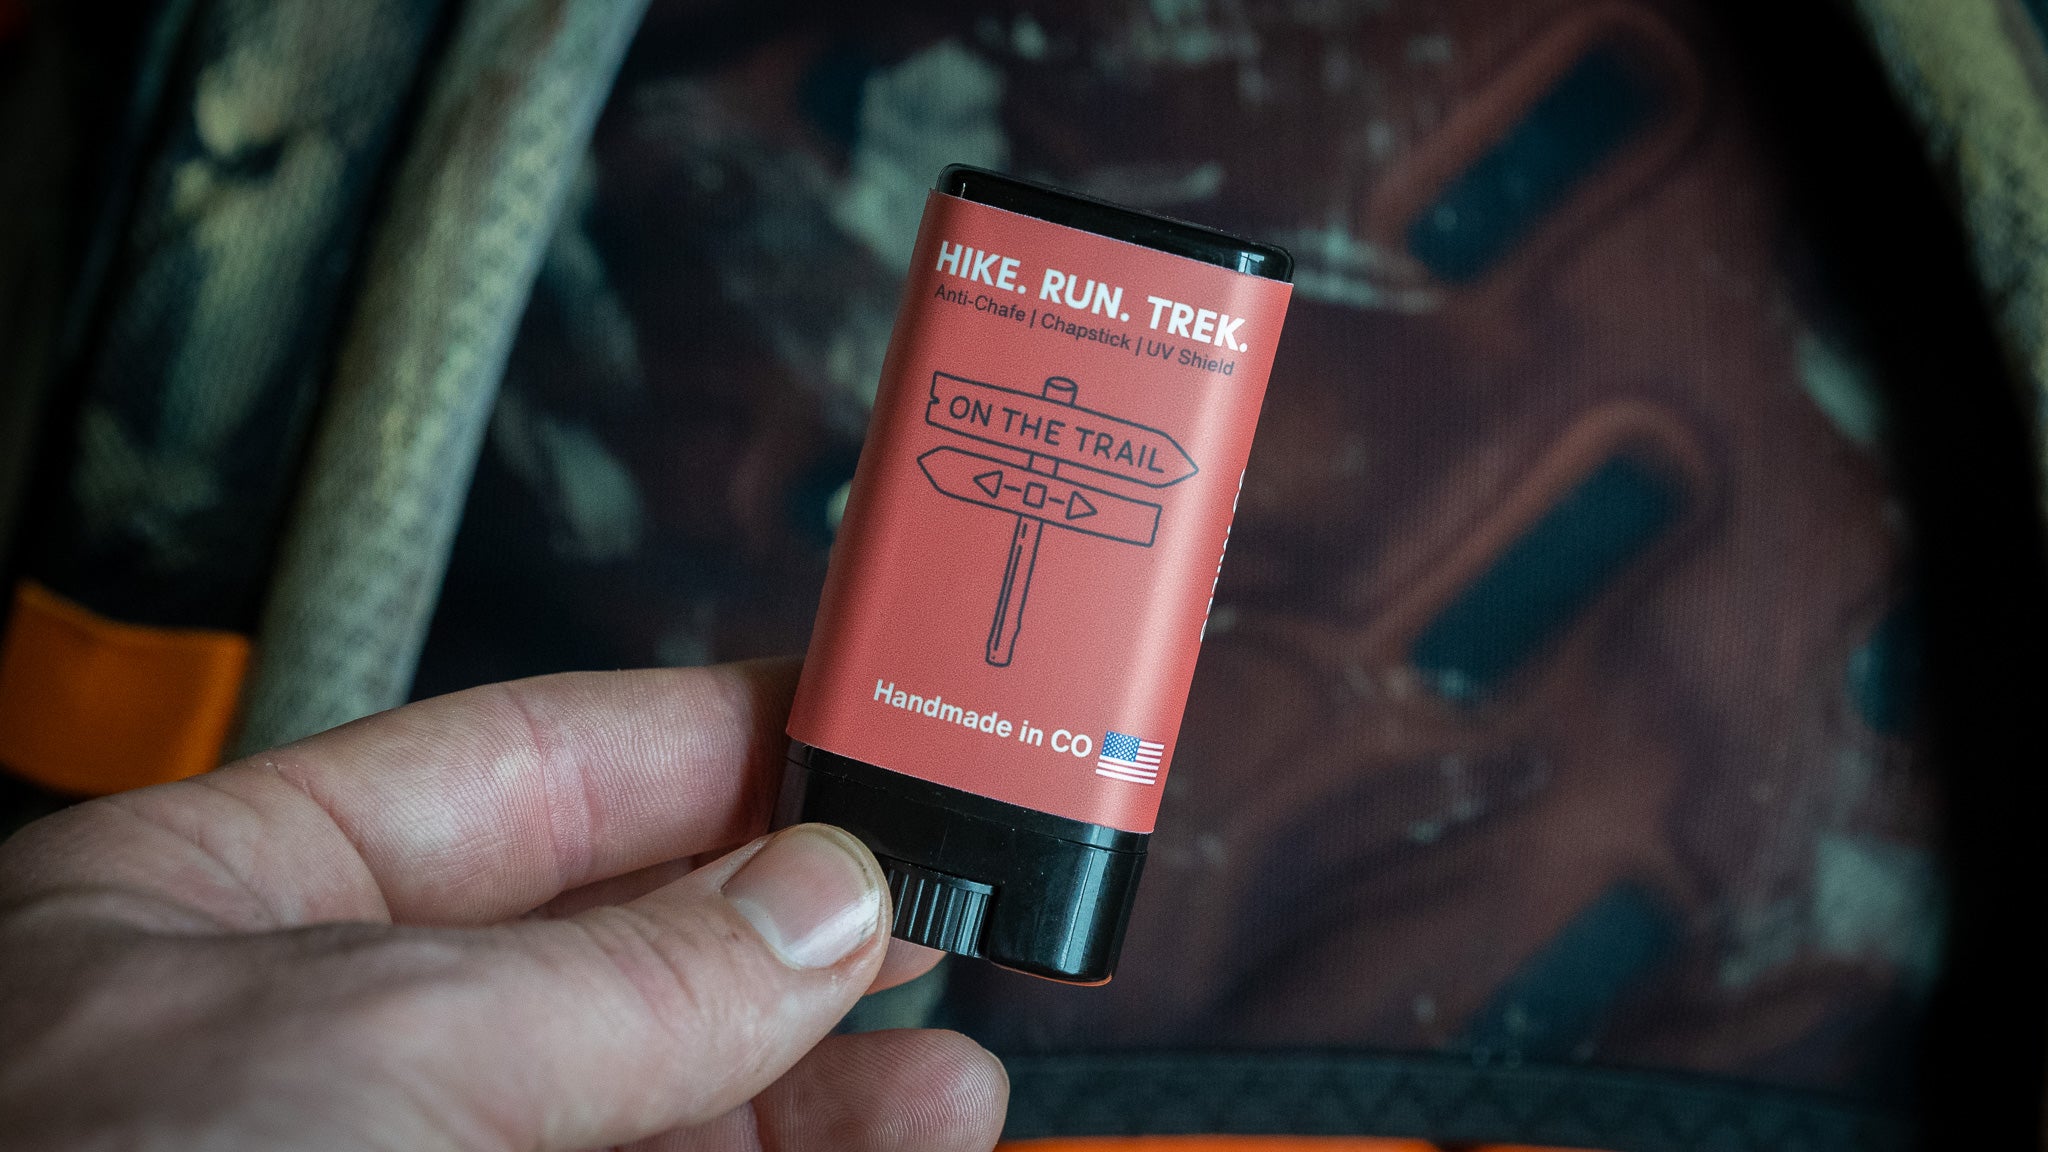 HIKE. RUN. TREK.
Anti-Chafe | Chapstick | UV Shield
ON THE TRAIL
Handmade in CO